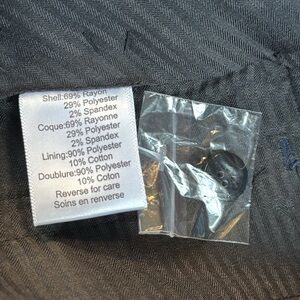 Shell:69% Rayon
29% Polyester
2% Spandex
Coque:69% Rayonne
29% Polyester
2% Spandex
Lining:90% Polyester
10% Cotton
Doublure:90% Polyester
10% Cotton
Reverse for care
Soins en renverse